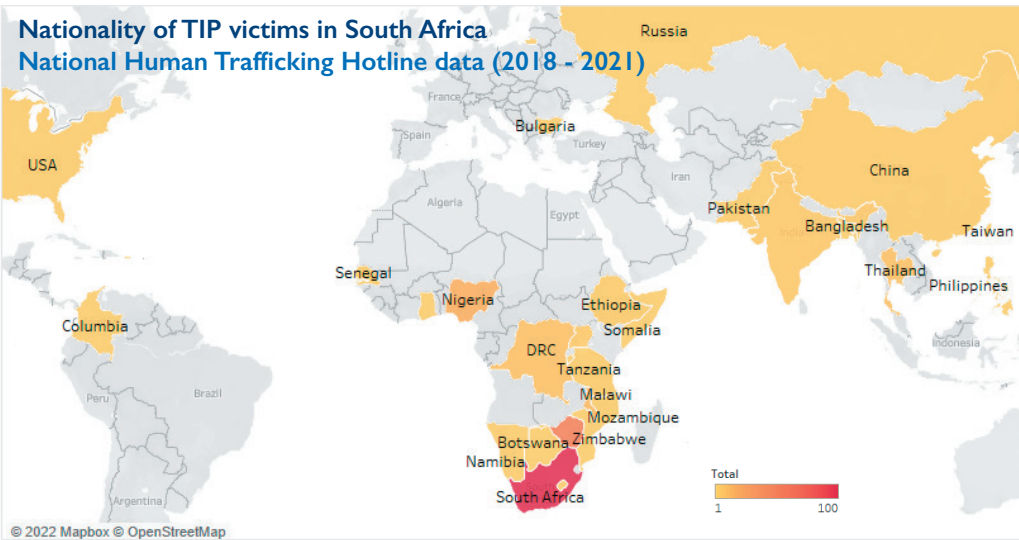 Nationality of TIP victims in South Africa
National Human Trafficking Hotline data (2018 - 2021)
Russia
France
Bulgaria
Spain
Turkey
USA
China
Iran
Algeria
Egypt
Pakistan
India
Bangladesh
Taiwan
Senegal
Thailand
Nigeria
Ethiopia
Philippines
Columbia
Somalia
Indonesia
DRC
Tanzania
Peru
Brazil
Malawi
Mozambique
Botswana
Zimbabwe
Namibia
Total
South Africa
Argentina
1
100
© 2022 Mapbox © OpenStreetMap